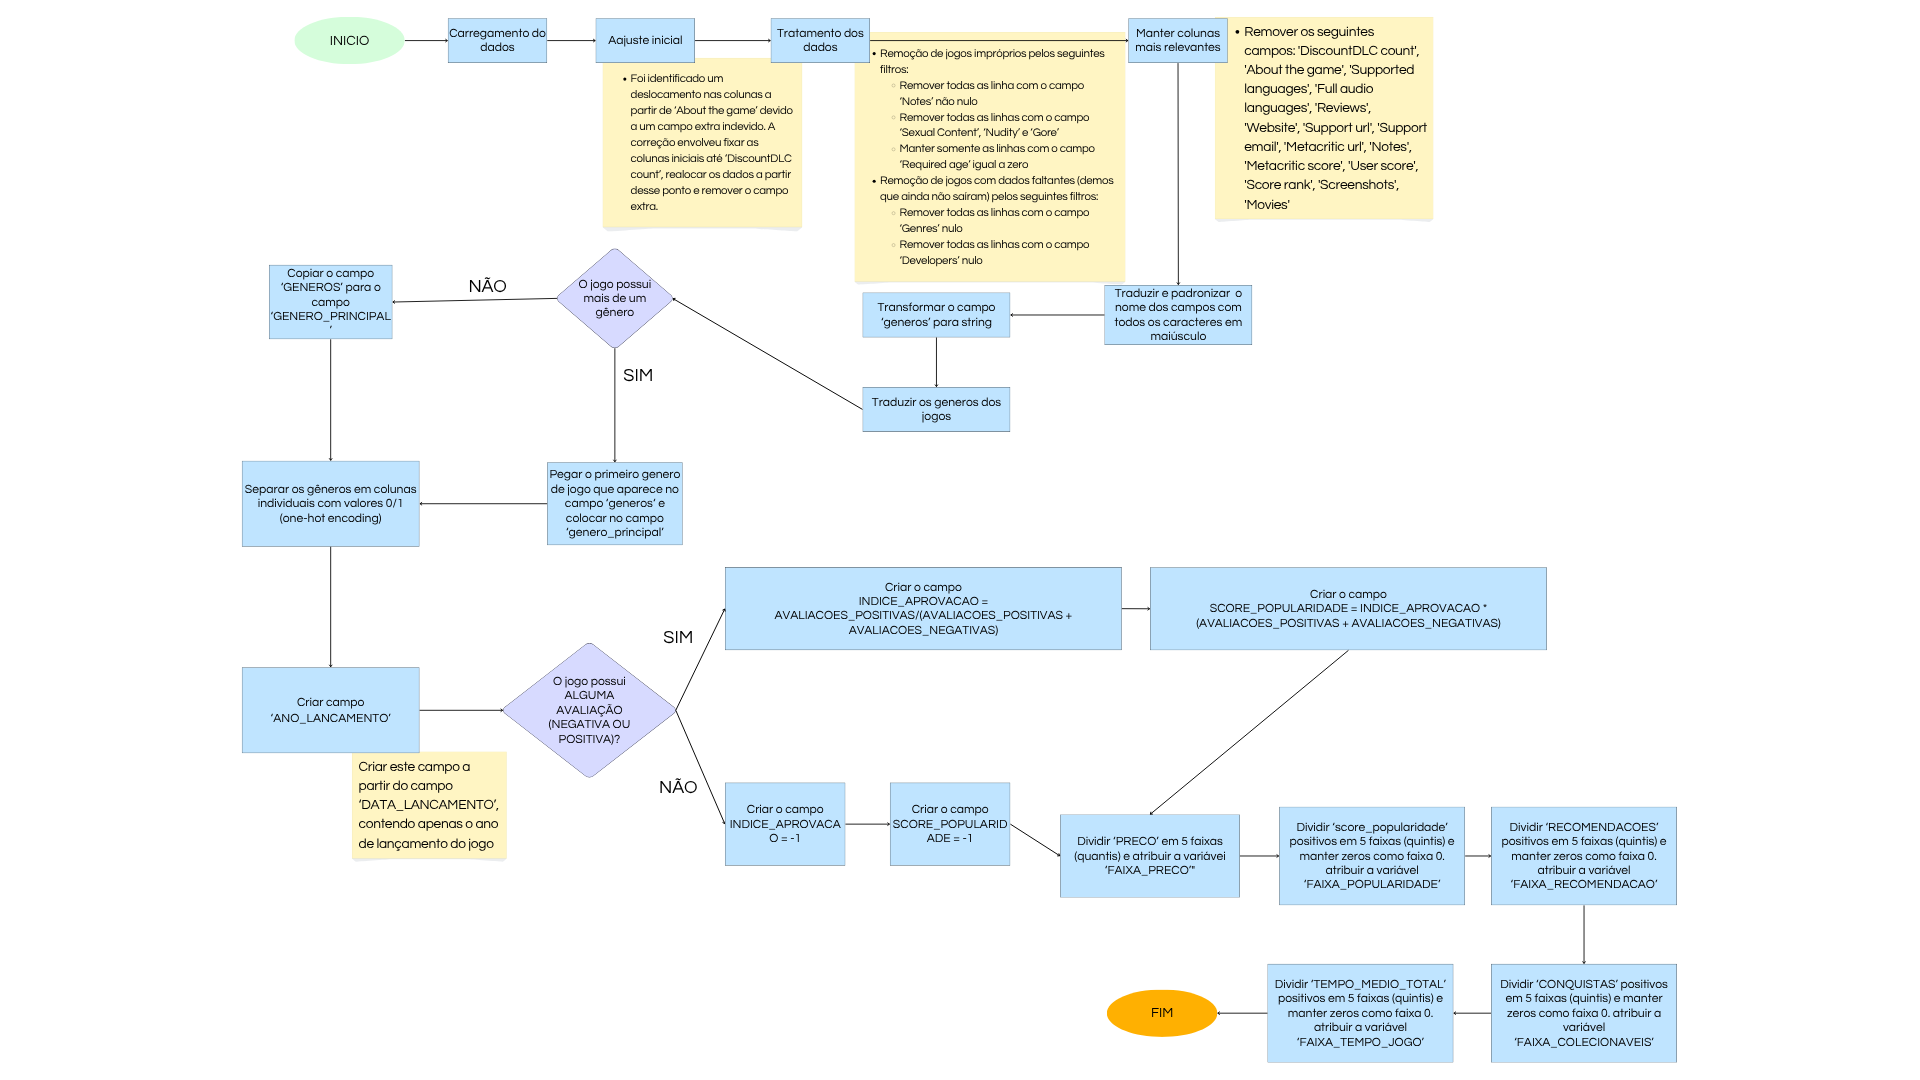 INICIO
Carregamento do
dados
Aajuste inicial
Tratamento dos
dados
Manter colunas
mais relevantes
• Foi identificado um
deslocamento nas colunas a
partir de ‘About the game’ devido
a um campo extra indevido. A
correção envolveu fixar as
colunas iniciais até ‘DiscountDLC
count’, realocar os dados a partir
desse ponto e remover o campo
extra.
• Remoção de jogos impróprios pelos seguintes
filtros:
○ Remover todas as linha com o campo
‘Notes’ não nulo
○ Remover todas as linhas com o campo
‘Sexual Content’, ‘Nudity’ e ‘Gore’
○ Manter somente as linhas com o campo
‘Required age’ igual a zero
• Remoção de jogos com dados faltantes (demos
que ainda não saíram) pelos seguintes filtros:
○ Remover todas as linhas com o campo
‘Genres’ nulo
○ Remover todas as linhas com o campo
‘Developers’ nulo
• Remover os seguintes
campos: 'DiscountDLC count',
'About the game', 'Supported
languages', 'Full audio
languages', 'Reviews',
'Website', 'Support url', 'Support
email', 'Metacritic url', 'Notes',
'Metacritic score', 'User score',
'Score rank', 'Screenshots',
'Movies'
Copiar o campo
‘GENEROS’ para o
campo
‘GENERO_PRINCIPAL
’
NÃO
O jogo possui
mais de um
gênero
SIM
Transformar o campo
‘generos’ para string
Traduzir e padronizar  o
nome dos campos com
todos os caracteres em
maiúsculo
Traduzir os generos dos
jogos
Separar os gêneros em colunas
individuais com valores 0/1
(one-hot encoding)
Pegar o primeiro genero
de jogo que aparece no
campo ‘generos’ e
colocar no campo
‘genero_principal’
Criar o campo
INDICE_APROVACAO =
AVALIACOES_POSITIVAS/(AVALIACOES_POSITIVAS +
AVALIACOES_NEGATIVAS)
Criar o campo
SCORE_POPULARIDADE = INDICE_APROVACAO *
(AVALIACOES_POSITIVAS + AVALIACOES_NEGATIVAS)
SIM
Criar campo
‘ANO_LANCAMENTO’
O jogo possui
ALGUMA
AVALIAÇÃO
(NEGATIVA OU
POSITIVA)?
NÃO
Criar este campo a
partir do campo
‘DATA_LANCAMENTO’,
contendo apenas o ano
de lançamento do jogo
Criar o campo
INDICE_APROVACA
O = -1
Criar o campo
SCORE_POPULARID
ADE = -1
Dividir ‘PRECO’ em 5 faixas
(quantis) e atribuir a variávei
‘FAIXA_PRECO’"
Dividir ‘score_popularidade’
positivos em 5 faixas (quintis) e
manter zeros como faixa 0.
atribuir a variável
‘FAIXA_POPULARIDADE’
Dividir ‘RECOMENDACOES’
positivos em 5 faixas (quintis) e
manter zeros como faixa 0.
atribuir a variável
‘FAIXA_RECOMENDACAO’
FIM
Dividir ‘TEMPO_MEDIO_TOTAL’
positivos em 5 faixas (quintis) e
manter zeros como faixa 0.
atribuir a variável
‘FAIXA_TEMPO_JOGO’
Dividir ‘CONQUISTAS’ positivos
em 5 faixas (quintis) e manter
zeros como faixa 0. atribuir a
variável
‘FAIXA_COLECIONAVEIS’